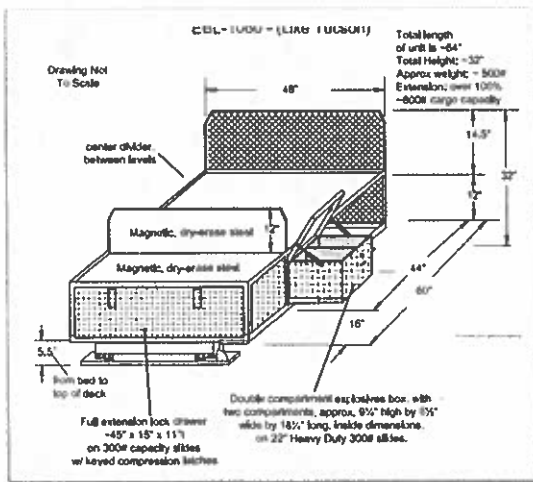 EBL-1060 - (Like Tucson)
Total length
of unit is ~64"
Total Height; ~32"
Approx weight; ~ 500#
Extension; over 100%
~800# cargo capacity
Drawing Not
To Scale
48"
14.5"
center divider,
between levels
32"
12"
Magnetic, dry-erase steel
12"
Magnetic, dry-erase steel
44"
60"
16"
5.5"
from bed to
top of deck
Full extension lock drawer
~45" x 15" x 11"
on 300# capacity slides
w/ keyed compression latches
Double compartment explosives box, with
two compartments, approx. 9¼" high by
wide by long, inside dimensions.
on 22" Heavy Duty 300# slides.